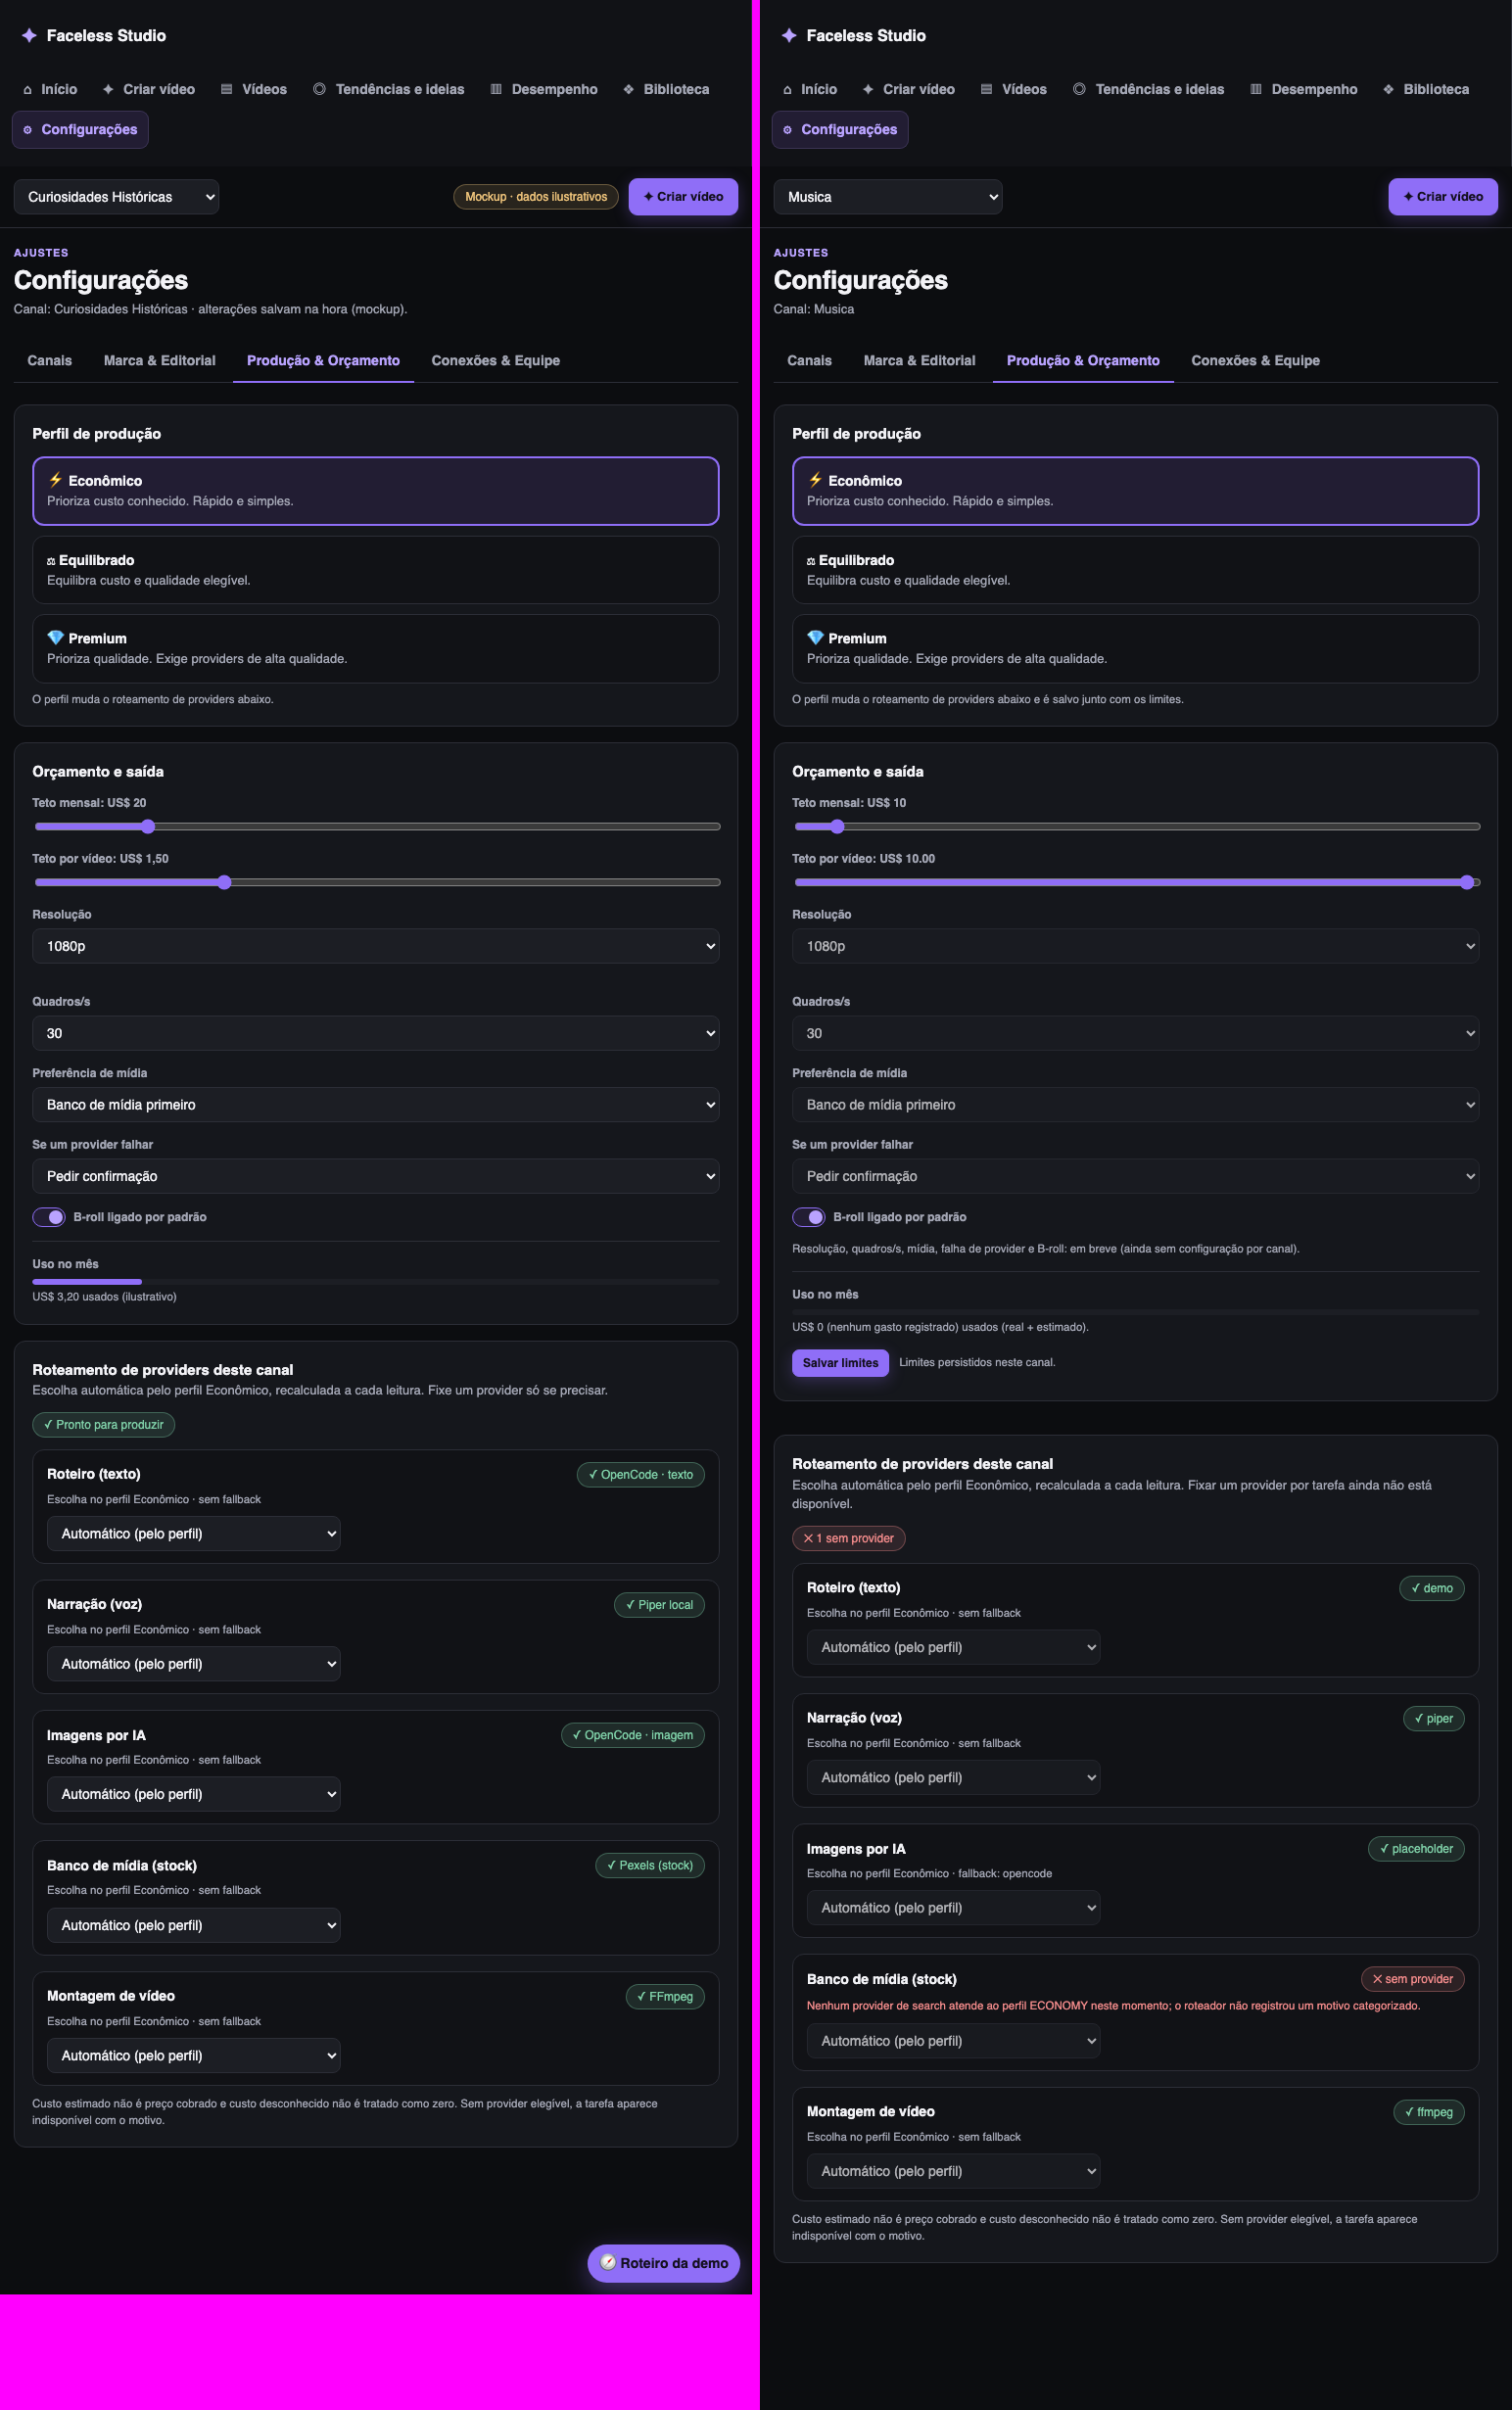 Faceless Studio
Início
Criar vídeo
Vídeos
Tendências e ideias
Desempenho
Biblioteca
Configurações
Curiosidades Históricas
Mockup · dados ilustrativos
✦ Criar vídeo
AJUSTES
Configurações
Canal: Curiosidades Históricas · alterações salvam na hora (mockup).
Canais
Marca & Editorial
Produção & Orçamento
Conexões & Equipe
Perfil de produção
⚡ Econômico
Prioriza custo conhecido. Rápido e simples.
⚖ Equilibrado
Equilibra custo e qualidade elegível.
💎 Premium
Prioriza qualidade. Exige providers de alta qualidade.
O perfil muda o roteamento de providers abaixo.
Orçamento e saída
Teto mensal: US$ 20
Teto por vídeo: US$ 1,50
Resolução
1080p
Quadros/s
30
Preferência de mídia
Banco de mídia primeiro
Se um provider falhar
Pedir confirmação
B-roll ligado por padrão
Uso no mês
US$ 3,20 usados (ilustrativo)
Roteamento de providers deste canal
Escolha automática pelo perfil Econômico, recalculada a cada leitura. Fixe um provider só se precisar.
✓ Pronto para produzir
Roteiro (texto)
✓ OpenCode · texto
Escolha no perfil Econômico · sem fallback
Automático (pelo perfil)
Narração (voz)
✓ Piper local
Escolha no perfil Econômico · sem fallback
Automático (pelo perfil)
Imagens por IA
✓ OpenCode · imagem
Escolha no perfil Econômico · sem fallback
Automático (pelo perfil)
Banco de mídia (stock)
✓ Pexels (stock)
Escolha no perfil Econômico · sem fallback
Automático (pelo perfil)
Montagem de vídeo
✓ FFmpeg
Escolha no perfil Econômico · sem fallback
Automático (pelo perfil)
Custo estimado não é preço cobrado e custo desconhecido não é tratado como zero. Sem provider elegível, a tarefa aparece
indisponível com o motivo.
🧭 Roteiro da demo
Faceless Studio
Início
Criar vídeo
Vídeos
Tendências e ideias
Desempenho
Biblioteca
Configurações
Musica
✦ Criar vídeo
AJUSTES
Configurações
Canal: Musica
Canais
Marca & Editorial
Produção & Orçamento
Conexões & Equipe
Perfil de produção
⚡ Econômico
Prioriza custo conhecido. Rápido e simples.
⚖ Equilibrado
Equilibra custo e qualidade elegível.
💎 Premium
Prioriza qualidade. Exige providers de alta qualidade.
O perfil muda o roteamento de providers abaixo e é salvo junto com os limites.
Orçamento e saída
Teto mensal: US$ 10
Teto por vídeo: US$ 10.00
Resolução
1080p
Quadros/s
30
Preferência de mídia
Banco de mídia primeiro
Se um provider falhar
Pedir confirmação
B-roll ligado por padrão
Resolução, quadros/s, mídia, falha de provider e B-roll: em breve (ainda sem configuração por canal).
Uso no mês
US$ 0 (nenhum gasto registrado) usados (real + estimado).
Salvar limites
Limites persistidos neste canal.
Roteamento de providers deste canal
Escolha automática pelo perfil Econômico, recalculada a cada leitura. Fixar um provider por tarefa ainda não está
disponível.
✕ 1 sem provider
Roteiro (texto)
✓ demo
Escolha no perfil Econômico · sem fallback
Automático (pelo perfil)
Narração (voz)
✓ piper
Escolha no perfil Econômico · sem fallback
Automático (pelo perfil)
Imagens por IA
✓ placeholder
Escolha no perfil Econômico · fallback: opencode
Automático (pelo perfil)
Banco de mídia (stock)
✕ sem provider
Nenhum provider de search atende ao perfil ECONOMY neste momento; o roteador não registrou um motivo categorizado.
Automático (pelo perfil)
Montagem de vídeo
✓ ffmpeg
Escolha no perfil Econômico · sem fallback
Automático (pelo perfil)
Custo estimado não é preço cobrado e custo desconhecido não é tratado como zero. Sem provider elegível, a tarefa aparece
indisponível com o motivo.